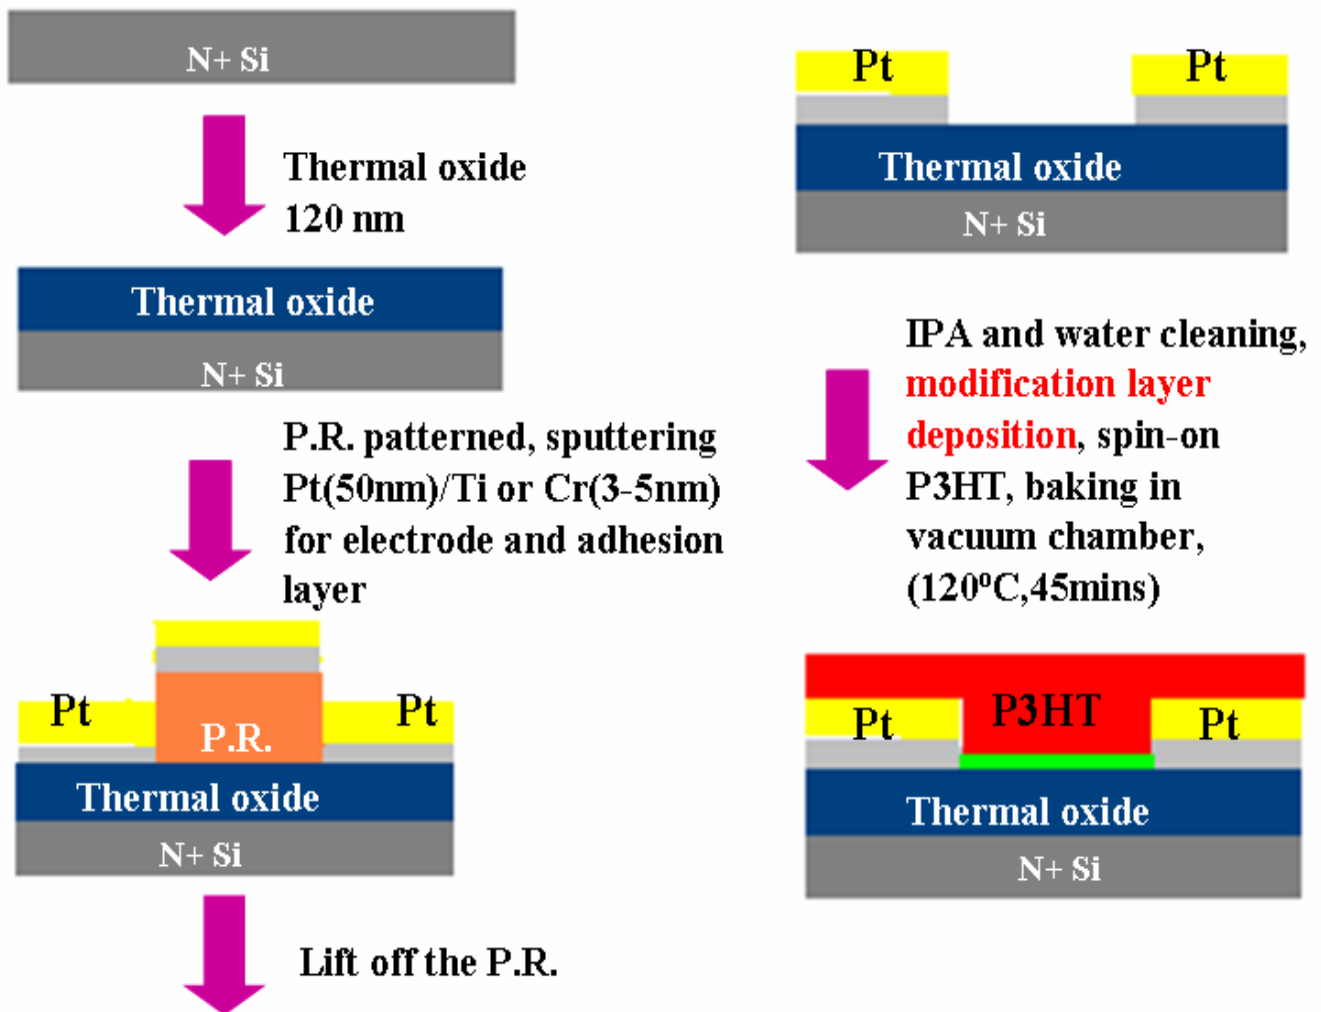 N+ Si
Thermal oxide
120 nm
Thermal oxide
N+ Si
P.R. patterned, sputtering
Pt(50nm)/Ti or Cr(3-5nm)
for electrode and adhesion
layer
Pt
P.R.
Pt
Thermal oxide
N+ Si
Lift off the P.R.
Pt
Pt
Thermal oxide
N+ Si
IPA and water cleaning,
modification layer
deposition, spin-on
P3HT, baking in
vacuum chamber,
(120ºC,45mins)
Pt
P3HT
Pt
Thermal oxide
N+ Si